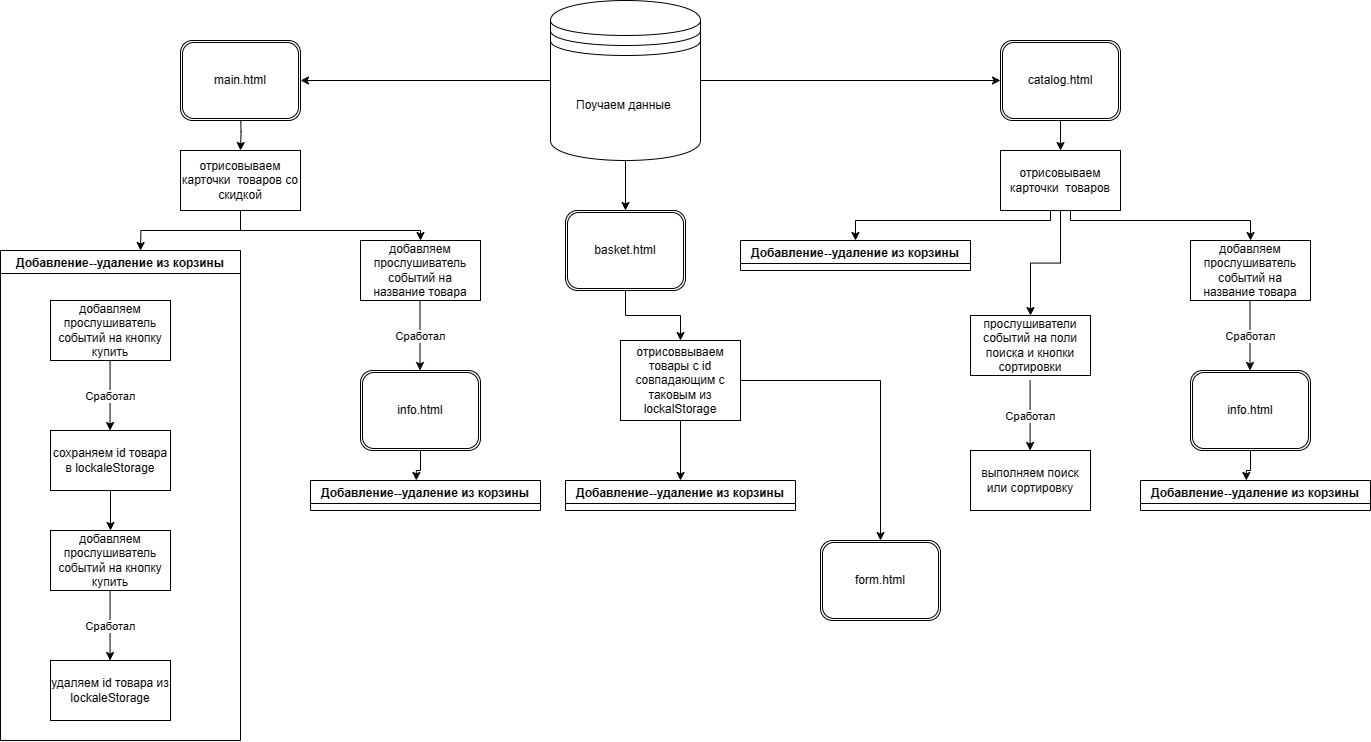 main.html
Поучаем данные
catalog.html
отрисовываем
карточки товаров со
скидкой
отрисовываем
карточки товаров
basket.html
Добавление--удаление из корзины
добавляем
прослушиватель
событий на
название товара
Добавление--удаление из корзины
добавляем
прослушиватель
событий на
название товара
добавляем
прослушиватель
событий на кнопку
купить
Сработал
отрисоввываем
товары с id
совпадающим с
таковым из
lockalStorage
прослушиватели
событий на поли
поиска и кнопки
сортировки
Сработал
Сработал
info.html
Сработал
info.html
сохраняем id товара
в lockaleStorage
выполняем поиск
или сортировку
Добавление--удаление из корзины
Добавление--удаление из корзины
Добавление--удаление из корзины
добавляем
прослушиватель
событий на кнопку
купить
form.html
Сработал
удаляем id товара из
lockaleStorage